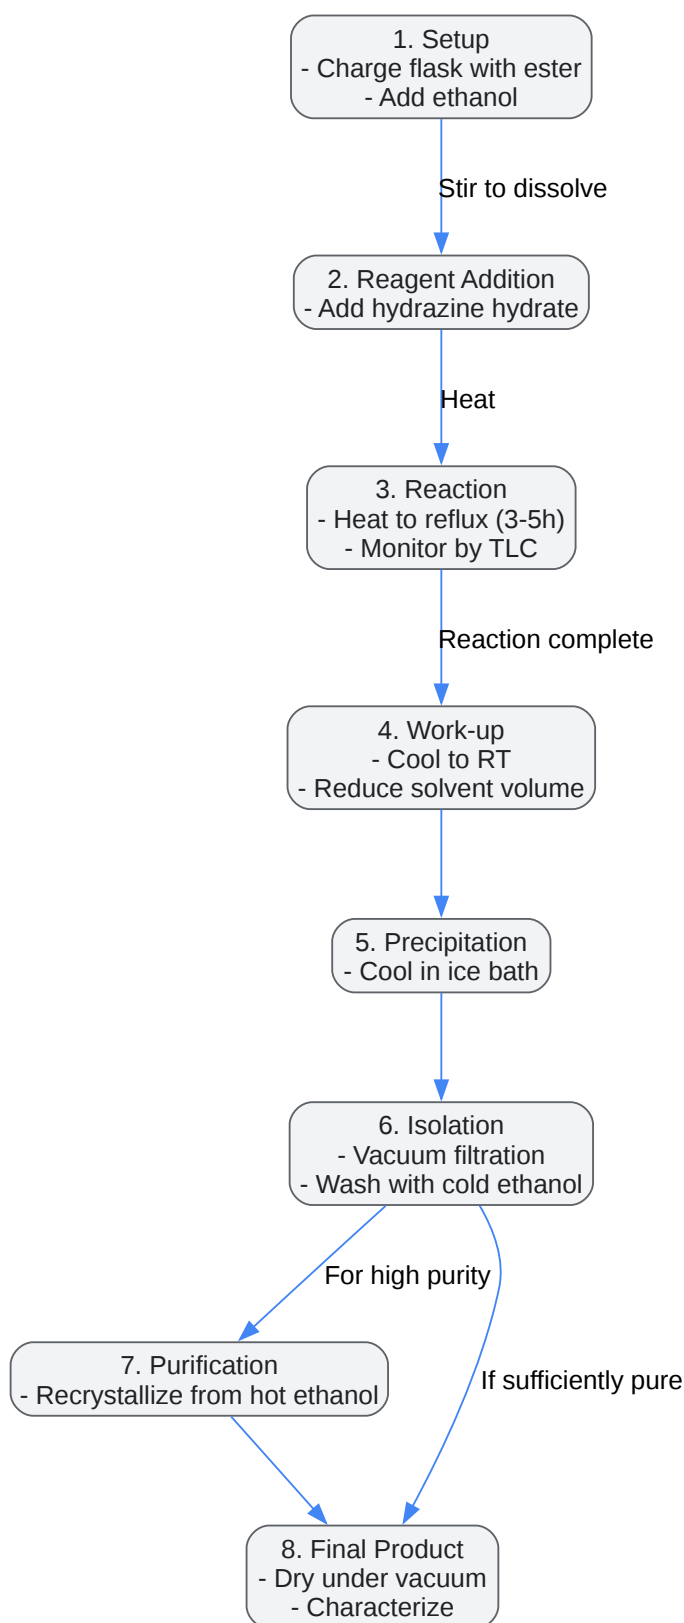 1. Setup
- Charge flask with ester
- Add ethanol
Stir to dissolve
2. Reagent Addition
- Add hydrazine hydrate
Heat
3. Reaction
- Heat to reflux (3-5h)
- Monitor by TLC
Reaction complete
4. Work-up
- Cool to RT
- Reduce solvent volume
5. Precipitation
- Cool in ice bath
6. Isolation
- Vacuum filtration
- Wash with cold ethanol
For high purity
7. Purification
- Recrystallize from hot ethanol
If sufficiently pure
8. Final Product
- Dry under vacuum
- Characterize